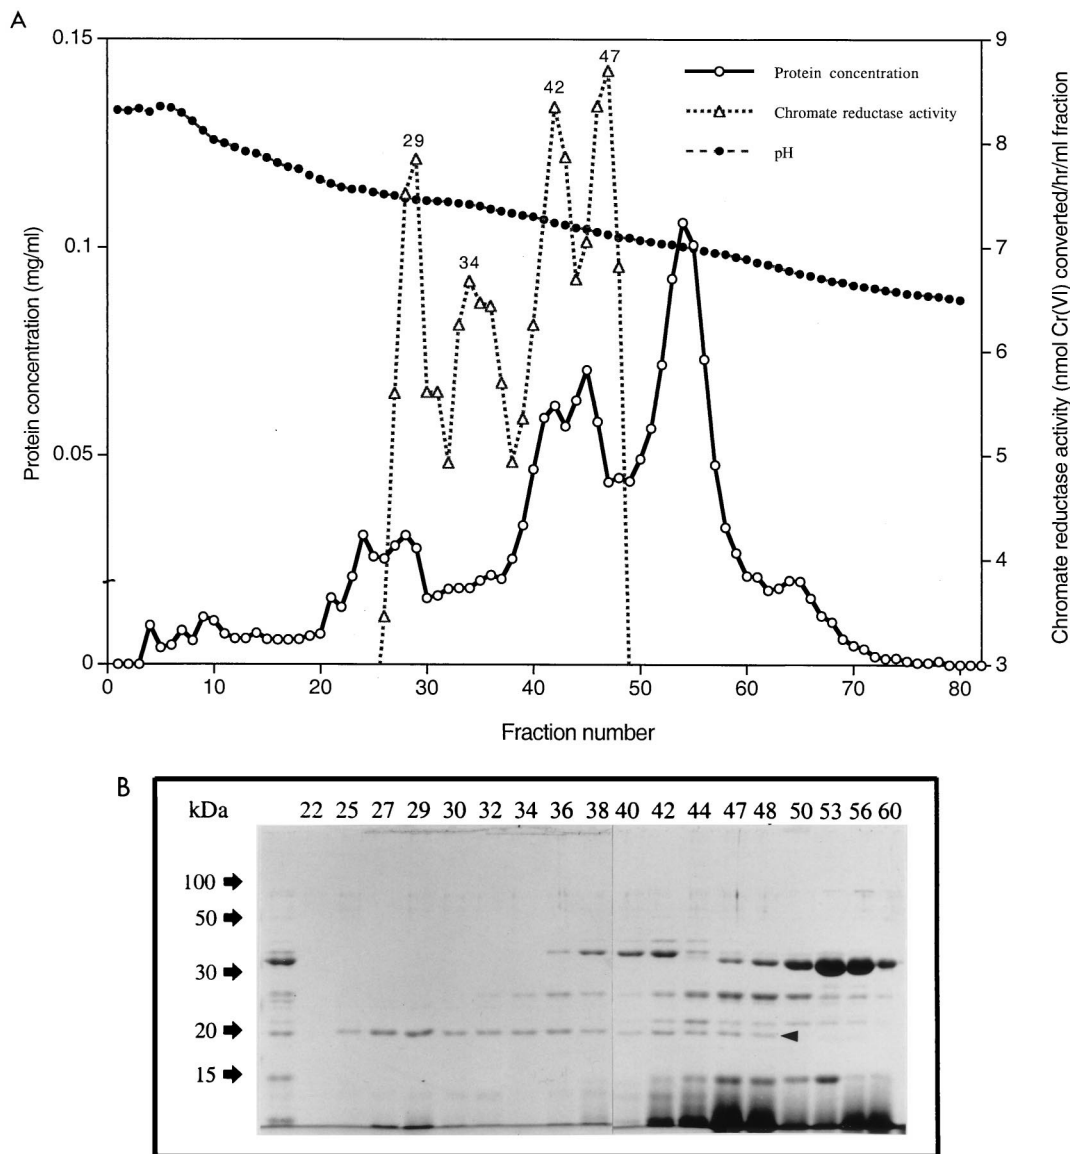 A
0.15
0.1
0.05
0
Protein concentration (mg/ml)
29
34
42
47
Protein concentration
Chromate reductase activity
pH
9
8
7
6
5
4
3
Chromate reductase activity (nmol Cr(VI) converted/hr/ml fraction
0 10 20 30 40 50 60 70 80
Fraction number
B
kDa 22 25 27 29 30 32 34 36 38 40 42 44 47 48 50 53 56 60
100
50
30
20
15